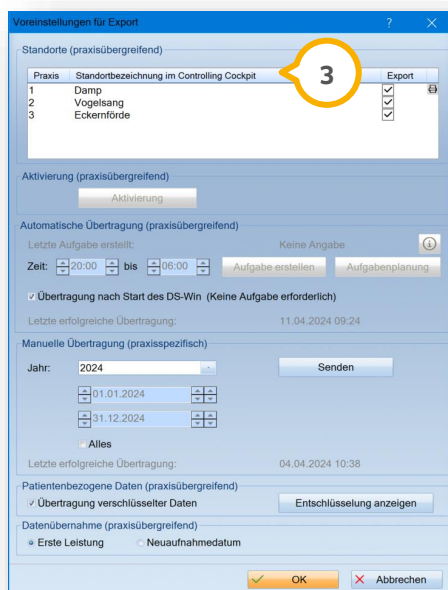 Voreinstellungen für Export
Standorte (praxisübergreifend)
Praxis Standortbezeichnung im Controlling Cockpit Export
1 Damp
2 Vogelsang
3 Eckernförde
3
Aktivierung (praxisübergreifend)
Aktivierung
Automatische Übertragung (praxisübergreifend)
Letzte Aufgabe erstellt: Keine Angabe
Zeit: 20:00 bis 06:00 Aufgabe erstellen Aufgabenplanung
Übertragung nach Start des DS-Win (Keine Aufgabe erforderlich)
Letzte erfolgreiche Übertragung: 11.04.2024 09:24
Manuelle Übertragung (praxisspezifisch)
Jahr: 2024 Senden
01.01.2024
31.12.2024
Alles
Letzte erfolgreiche Übertragung: 04.04.2024 10:38
Patientenbezogene Daten (praxisübergreifend)
Übertragung verschlüsselter Daten Entschlüsselung anzeigen
Datenübernahme (praxisübergreifend)
Erste Leistung Neuaufnahmedatum
OK Abbrechen